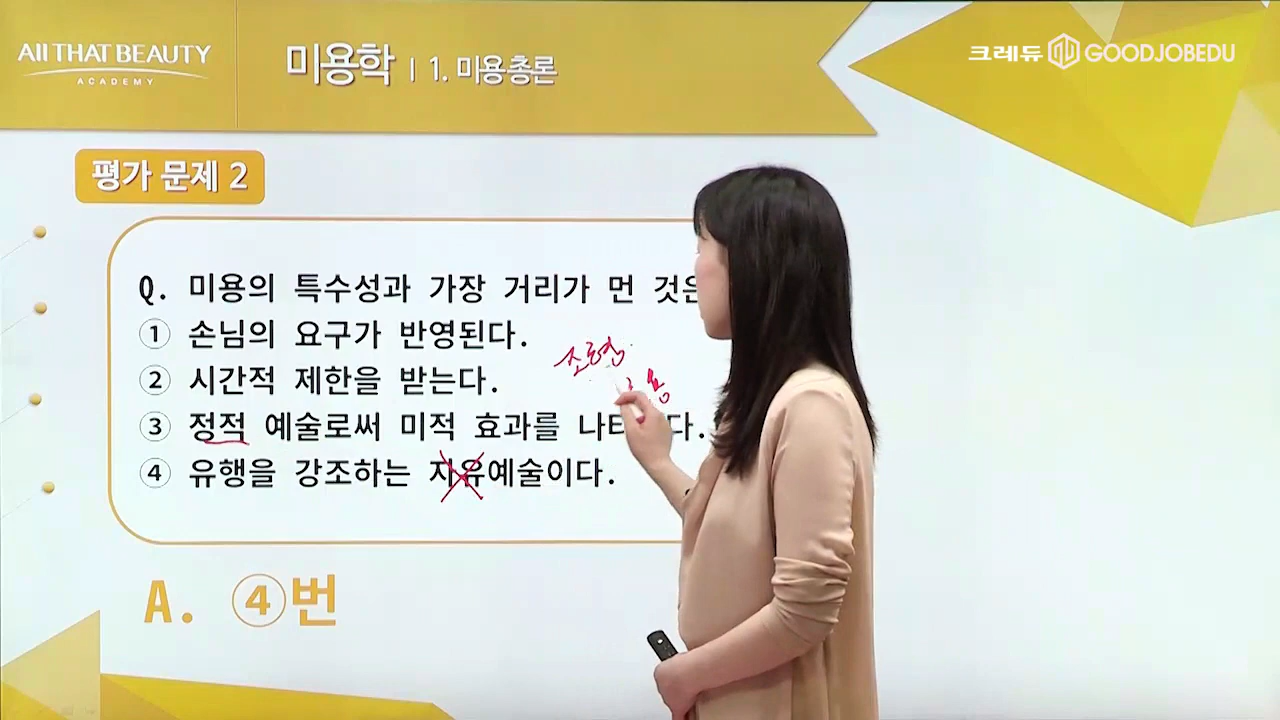 All THAT BEAUTY
ACADEMY
미용학 | 1. 미용 총론
크레듀 GOODJOBEDU
평가 문제 2
Q. 미용의 특수성과 가장 거리가 먼 것은
① 손님의 요구가 반영된다.
② 시간적 제한을 받는다.
③ 정적 예술로써 미적 효과를 다.
④ 유행을 강조하는 자유예술이다.
A. ④번